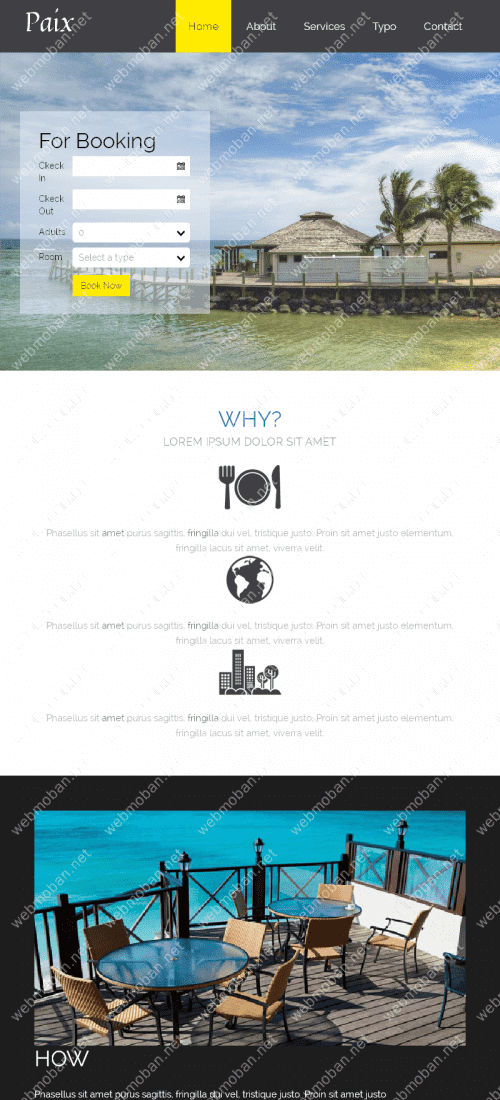 Paix
Home About Services Typo Contact
For Booking
Ckeck
In
Ckeck
Out
Adults 0
Room Select a type
Book Now
WHY?
LOREM IPSUM DOLOR SIT AMET
Phasellus sit amet purus sagittis, fringilla dui vel, tristique justo. Proin sit amet justo elementum,
fringilla lacus sit amet, viverra velit.
Phasellus sit amet purus sagittis, fringilla dui vel, tristique justo. Proin sit amet justo elementum,
fringilla lacus sit amet, viverra velit.
Phasellus sit amet purus sagittis, fringilla dui vel, tristique justo. Proin sit amet justo elementum,
fringilla lacus sit amet, viverra velit.
HOW
Phasellus sit amet purus sagittis, fringilla dui vel, tristique justo. Proin sit amet justo
webmoban.net